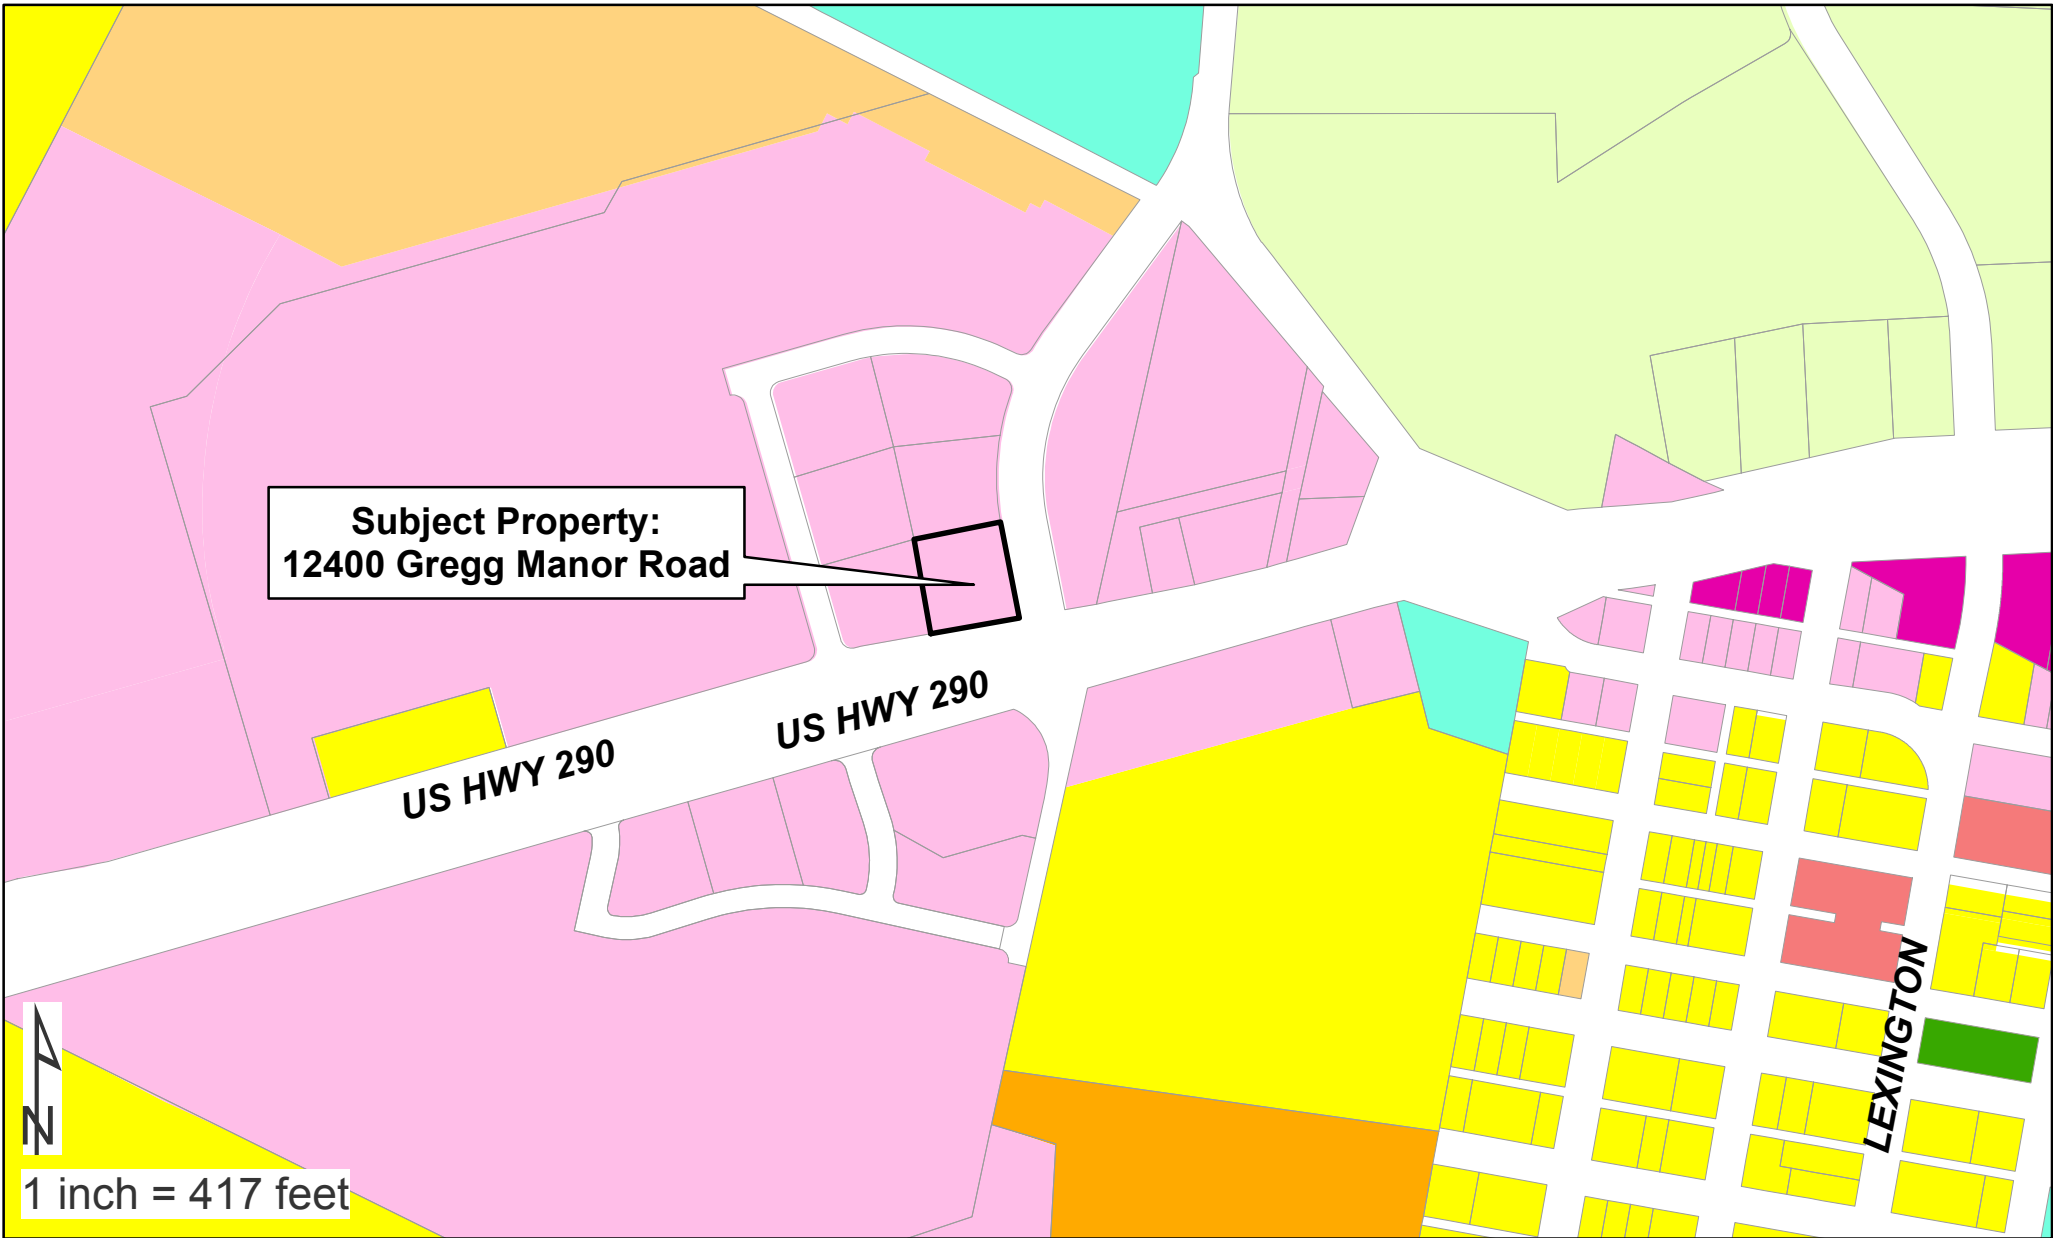 Subject Property:
12400 Gregg Manor Road
US HWY 290
US HWY 290
LEXINGTON
N
1 inch = 417 feet